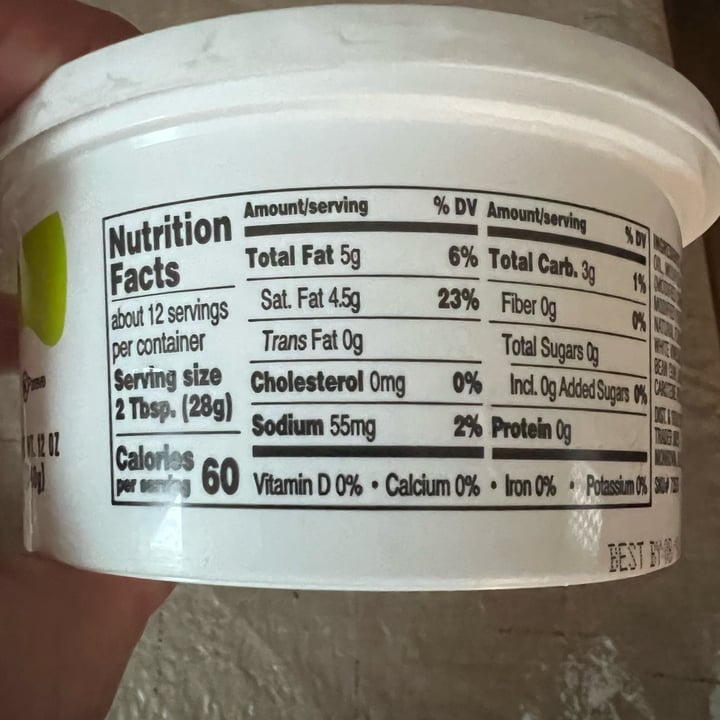 Nutrition
Facts
about 12 servings
per container
Serving size
2 Tbsp. (28g)
Calories
per serving 60
Amount/serving % DV
Total Fat 5g 6%
Sat. Fat 4.5g 23%
Trans Fat 0g
Cholesterol 0mg 0%
Sodium 55mg 2%
Amount/serving % DV
Total Carb. 3g 1%
Fiber 0g 0%
Total Sugars 0g
Incl. 0g Added Sugars 0%
Protein 0g
Vitamin D 0% • Calcium 0% • Iron 0% • Potassium 0%
12 OZ
BEST BY